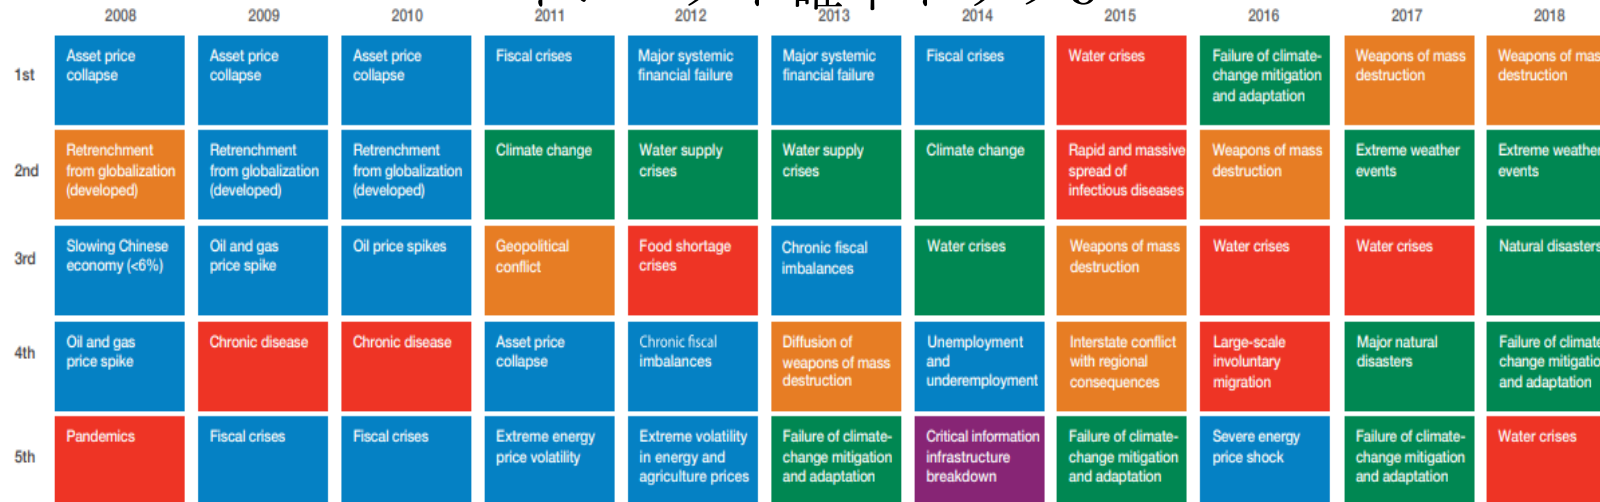 2008 2009 2010 2011 2012 2013 2014 2015 2016 2017 2018
1st
Asset price
collapse
Asset price
collapse
Asset price
collapse
Fiscal crises
Major systemic
financial failure
Major systemic
financial failure
Fiscal crises
Water crises
Failure of climate-
change mitigation
and adaptation
Weapons of mass
destruction
Weapons of mas
destruction
2nd
Retrenchment
from globalization
(developed)
Retrenchment
from globalization
(developed)
Retrenchment
from globalization
(developed)
Climate change
Water supply
crises
Water supply
crises
Climate change
Rapid and massive
spread of
infectious diseases
Weapons of mass
destruction
Extreme weather
events
Extreme weather
events
3rd
Slowing Chinese
economy (<6%)
Oil and gas
price spike
Oil price spikes
Geopolitical
conflict
Food shortage
crises
Chronic fiscal
imbalances
Water crises
Weapons of mass
destruction
Water crises
Water crises
Natural disasters
4th
Oil and gas
price spike
Chronic disease
Chronic disease
Asset price
collapse
Chronic fiscal
imbalances
Diffusion of
weapons of mass
destruction
Unemployment
and
underemployment
Interstate conflict
with regional
consequences
Large-scale
involuntary
migration
Major natural
disasters
Failure of climate
change mitigatio
and adaptation
5th
Pandemics
Fiscal crises
Fiscal crises
Extreme energy
price volatility
Extreme volatility
in energy and
agriculture prices
Failure of climate-
change mitigation
and adaptation
Critical information
infrastructure
breakdown
Failure of climate-
change mitigation
and adaptation
Severe energy
price shock
Failure of climate-
change mitigation
and adaptation
Water crises